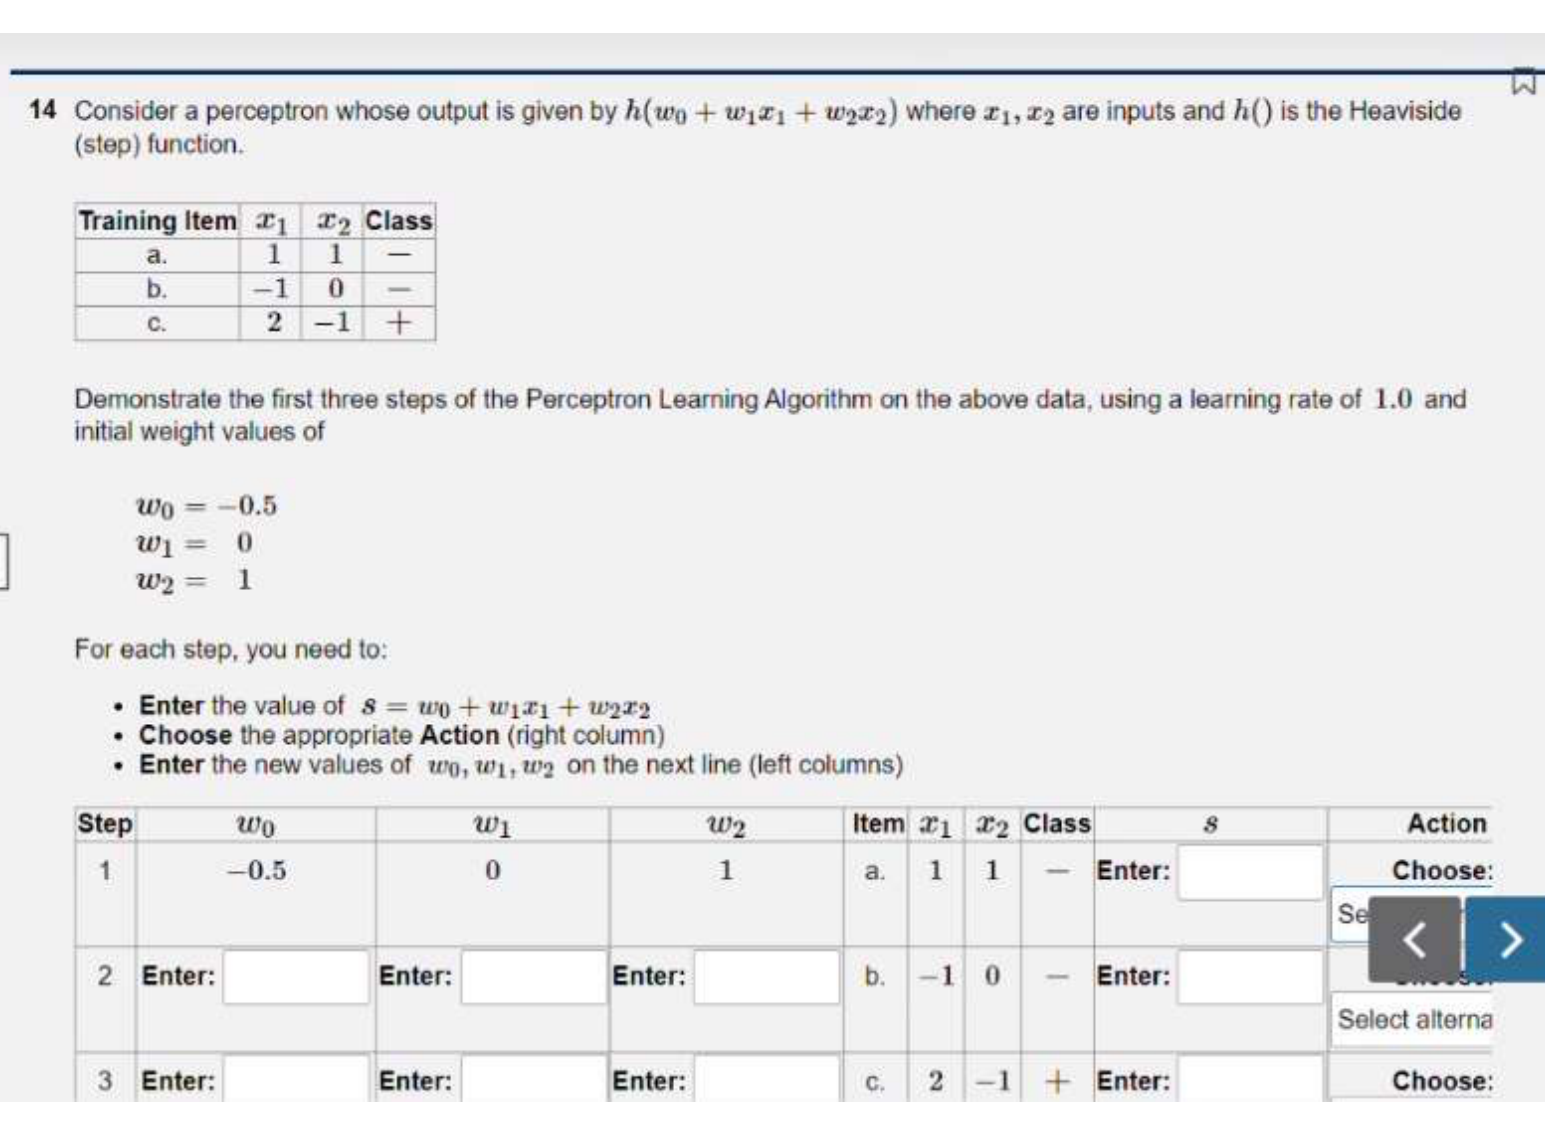 14 Consider a perceptron whose output is given by h(w₀ + w₁x₁ + w₂x₂) where x₁, x₂ are inputs and h() is the Heaviside
(step) function.
Training Item x₁ x₂ Class
a. 1 1 −
b. −1 0 −
c. 2 −1 +
Demonstrate the first three steps of the Perceptron Learning Algorithm on the above data, using a learning rate of 1.0 and
initial weight values of
w₀ = −0.5
w₁ = 0
w₂ = 1
For each step, you need to:
• Enter the value of s = w₀ + w₁x₁ + w₂x₂
• Choose the appropriate Action (right column)
• Enter the new values of w₀, w₁, w₂ on the next line (left columns)
Step w₀ w₁ w₂ Item x₁ x₂ Class s Action
1 −0.5 0 1 a. 1 1 − Enter: Choose:
Se
2 Enter: Enter: Enter: b. −1 0 − Enter:
Select alterna
3 Enter: Enter: Enter: c. 2 −1 + Enter: Choose: